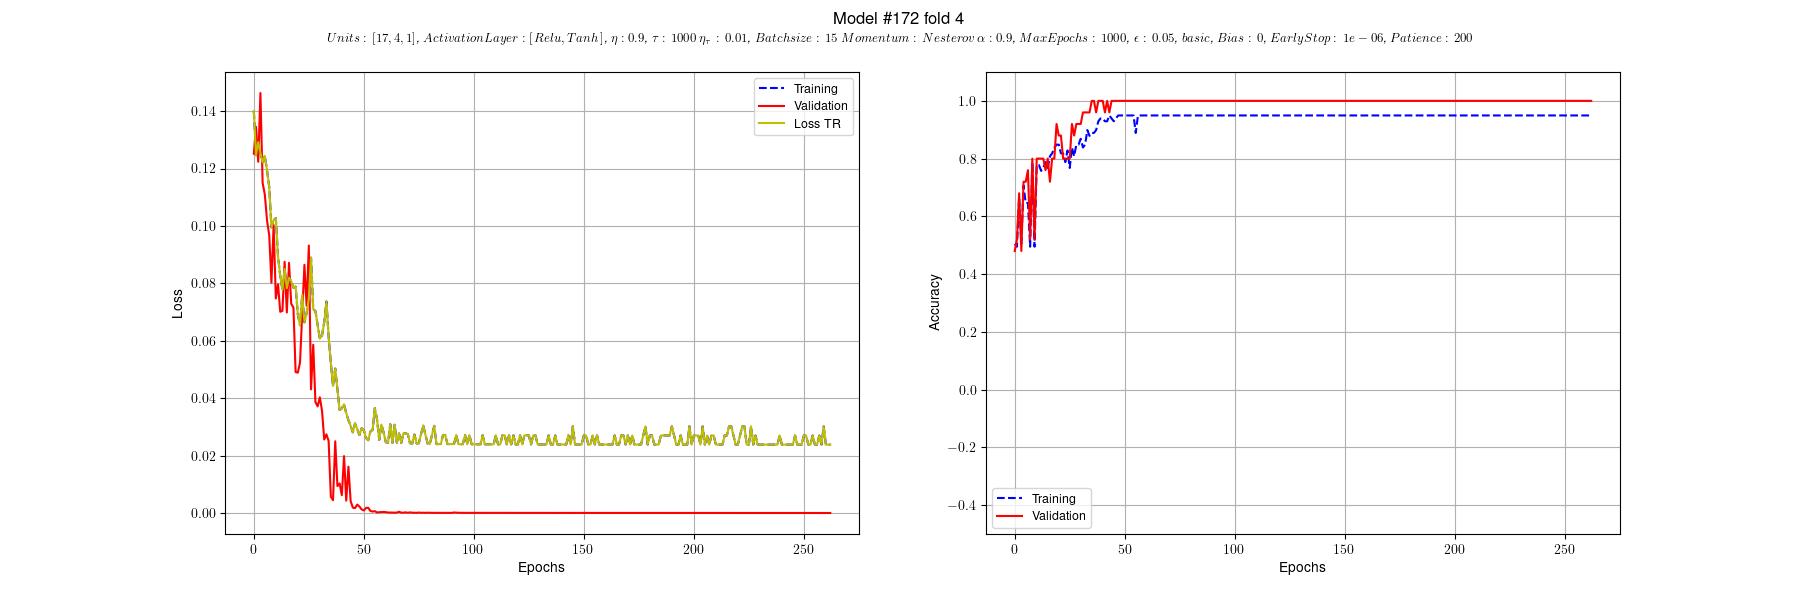 Model #172 fold 4
Units : [17, 4, 1], ActivationLayer : [Relu, Tanh], η : 0.9, τ : 1000 η_τ : 0.01, Batchsize : 15 Momentum : Nesterov α : 0.9, MaxEpochs : 1000, ϵ : 0.05, basic, Bias : 0, EarlyStop : 1e − 06, Patience : 200
Training
Validation
Loss TR
0.14
0.12
0.10
0.08
0.06
0.04
0.02
0.00
Loss
0 50 100 150 200 250
Epochs
1.0
0.8
0.6
0.4
0.2
0.0
−0.2
−0.4
Accuracy
Training
Validation
0 50 100 150 200 250
Epochs